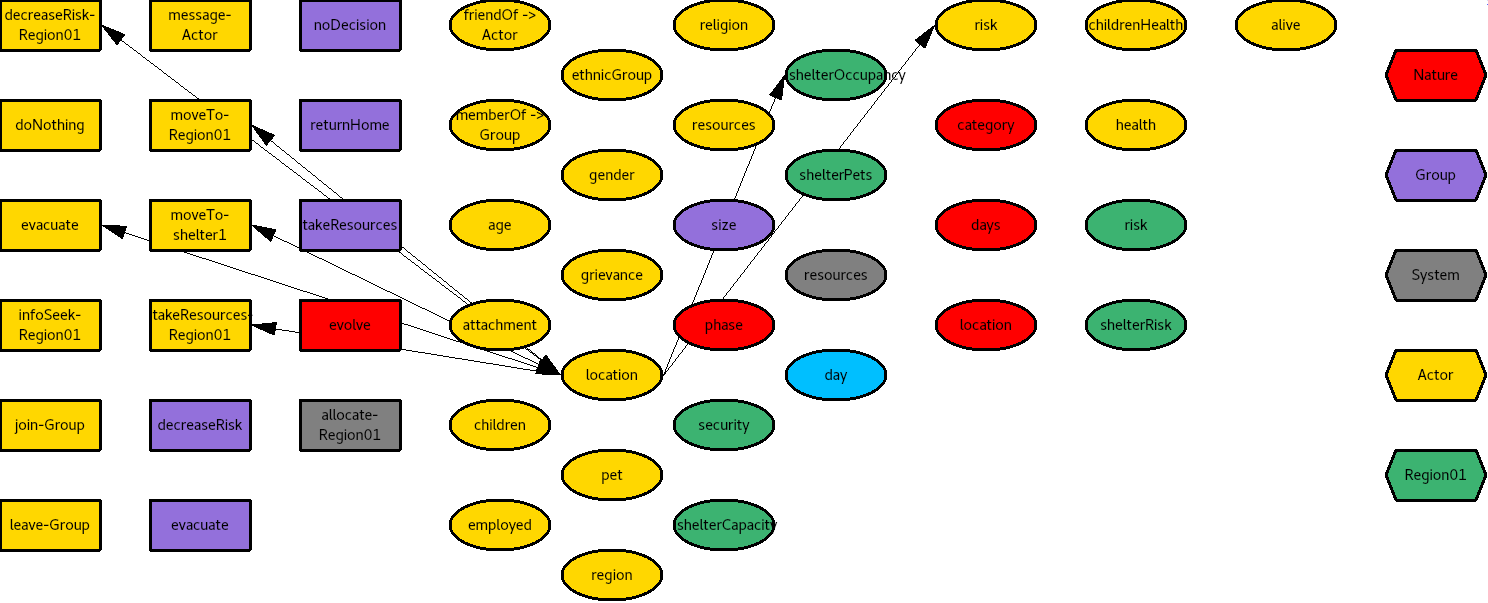 decreaseRisk-
Region01
message-
Actor
noDecision
friendOf ->
Actor
religion
risk
childrenHealth
alive
ethnicGroup
shelterOccupancy
Nature
doNothing
moveTo-
Region01
returnHome
memberOf ->
Group
resources
category
health
gender
shelterPets
Group
evacuate
moveTo-
shelter1
takeResources
age
size
days
risk
grievance
resources
System
infoSeek-
Region01
takeResources-
Region01
evolve
attachment
phase
location
shelterRisk
location
day
Actor
join-Group
decreaseRisk
allocate-
Region01
children
security
pet
Region01
leave-Group
evacuate
employed
shelterCapacity
region